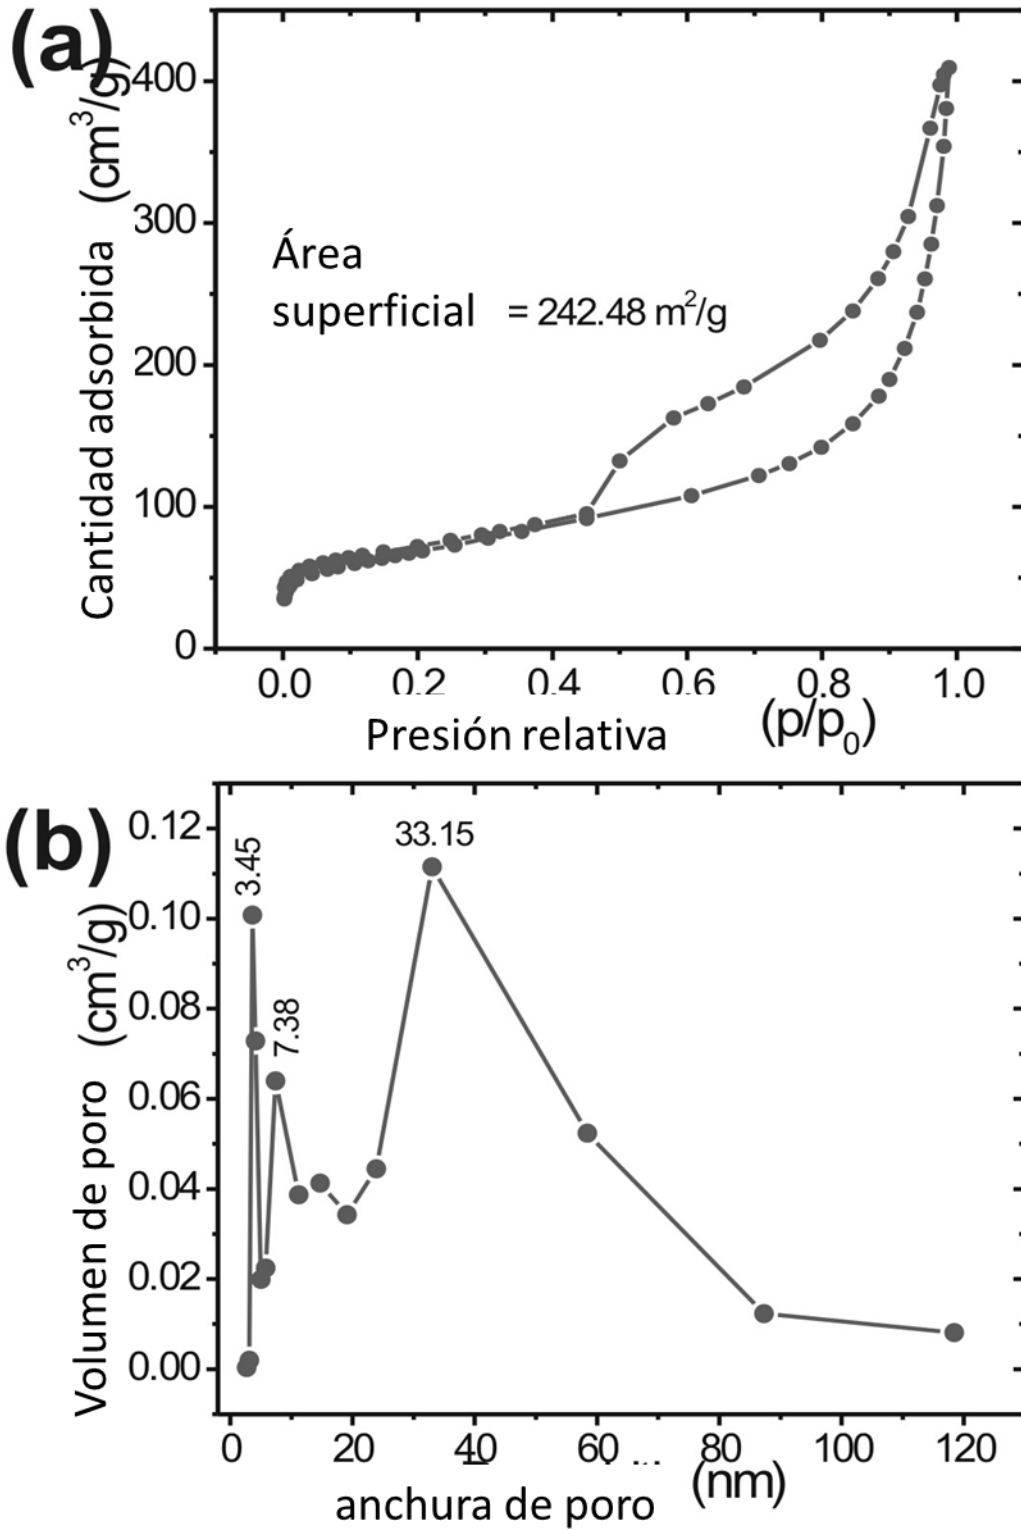 (a)
Cantidad adsorbida (cm³/g)
400
300
200
100
0
Área
superficial = 242.48 m²/g
0.0 0.2 0.4 0.6 0.8 1.0
Presión relativa (p/p₀)
(b)
Volumen de poro (cm³/g)
0.12
0.10
0.08
0.06
0.04
0.02
0.00
3.45
7.38
33.15
0 20 40 60 80 100 120
anchura de poro (nm)